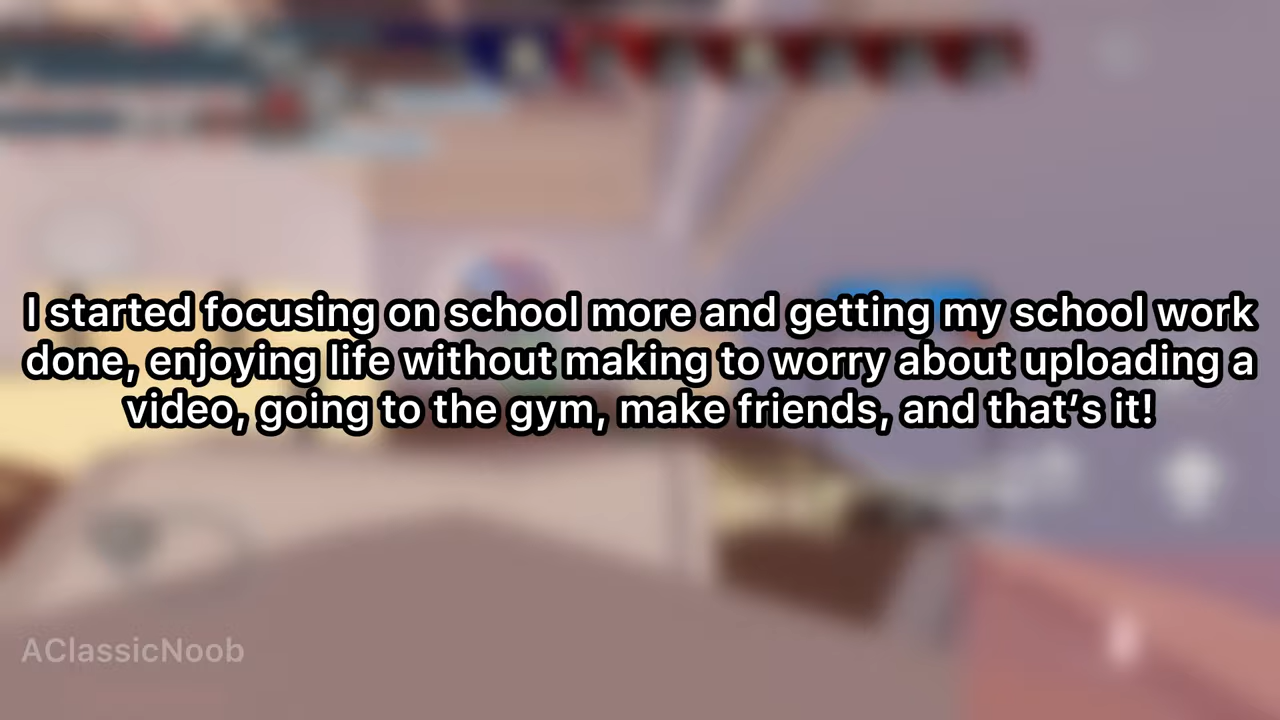 I started focusing on school more and getting my school work
done, enjoying life without making to worry about uploading a
video, going to the gym, make friends, and that’s it!
AClassicNoob